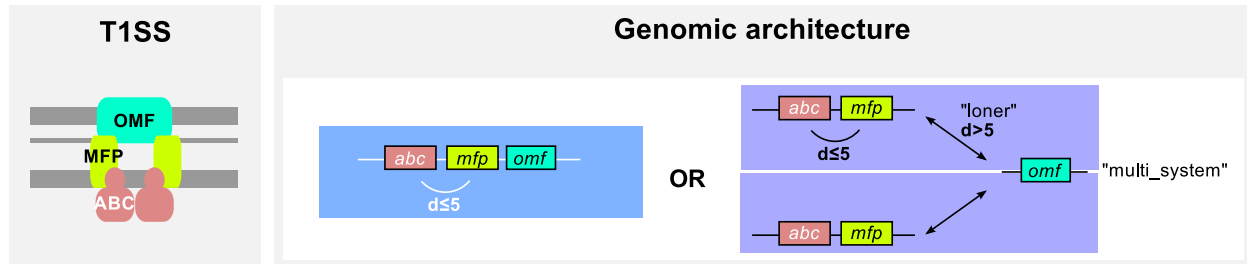 T1SS
OMF
MFP
ABC
Genomic architecture
abc mfp omf
d≤5
OR
abc mfp
d≤5
"loner"
d>5
omf
"multi_system"
abc mfp